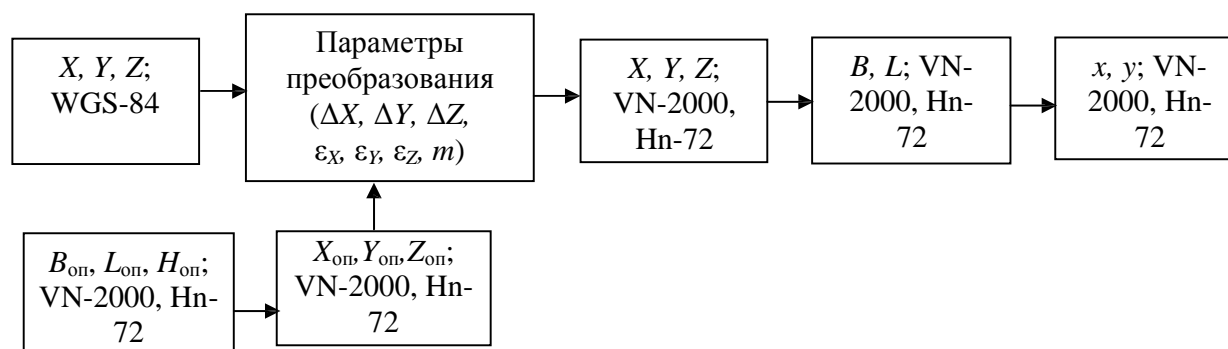 X, Y, Z;
WGS-84
Параметры
преобразования
(ΔX, ΔY, ΔZ,
εX, εY, εZ, m)
X, Y, Z;
VN-2000,
Hn-72
B, L; VN-
2000, Hn-
72
x, y; VN-
2000, Hn-
72
Bоп, Lоп, Hоп;
VN-2000, Hn-
72
Xоп,Yоп,Zоп;
VN-2000, Hn-
72